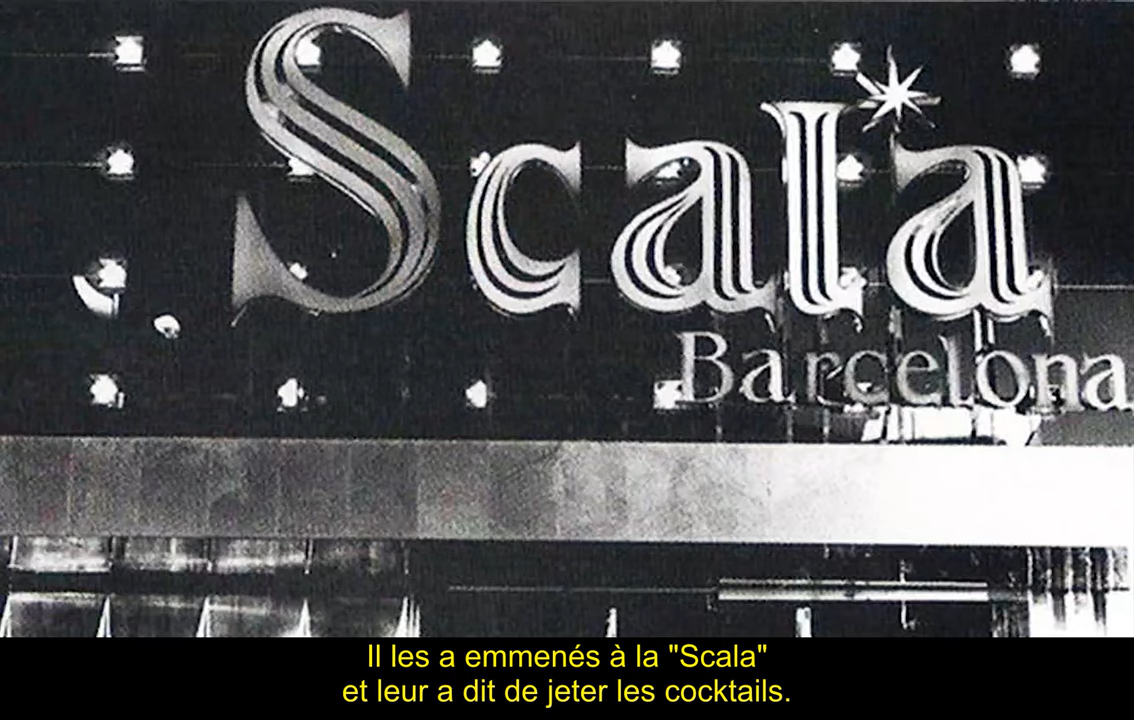 Scala
Barcelona
Il les a emmenés à la "Scala"
et leur a dit de jeter les cocktails.